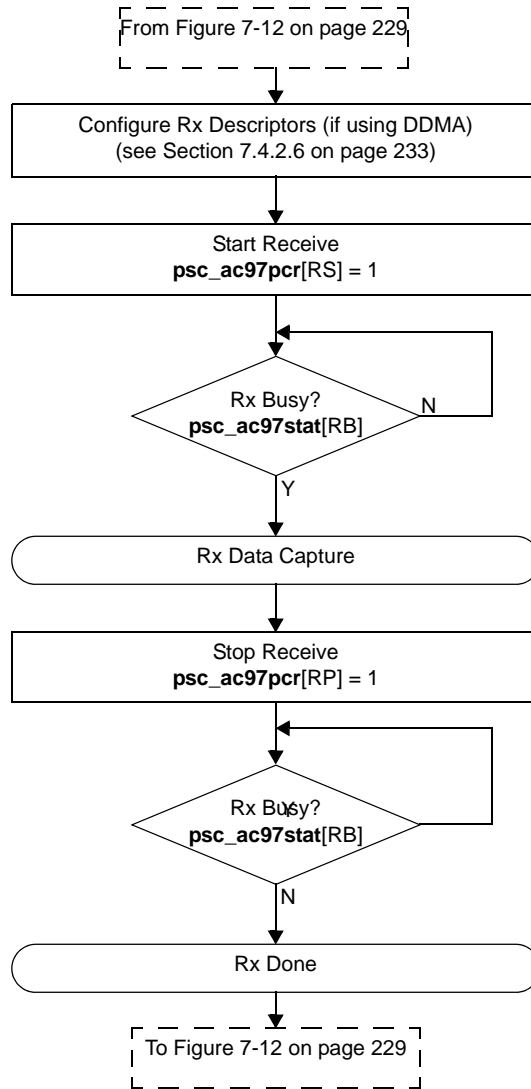 From Figure 7-12 on page 229
Configure Rx Descriptors (if using DDMA)
(see Section 7.4.2.6 on page 233)
Start Receive
psc_ac97pcr[RS] = 1
Rx Busy?
psc_ac97stat[RB]
N
Y
Rx Data Capture
Stop Receive
psc_ac97pcr[RP] = 1
Rx Busy?
Y
psc_ac97stat[RB]
N
Rx Done
To Figure 7-12 on page 229